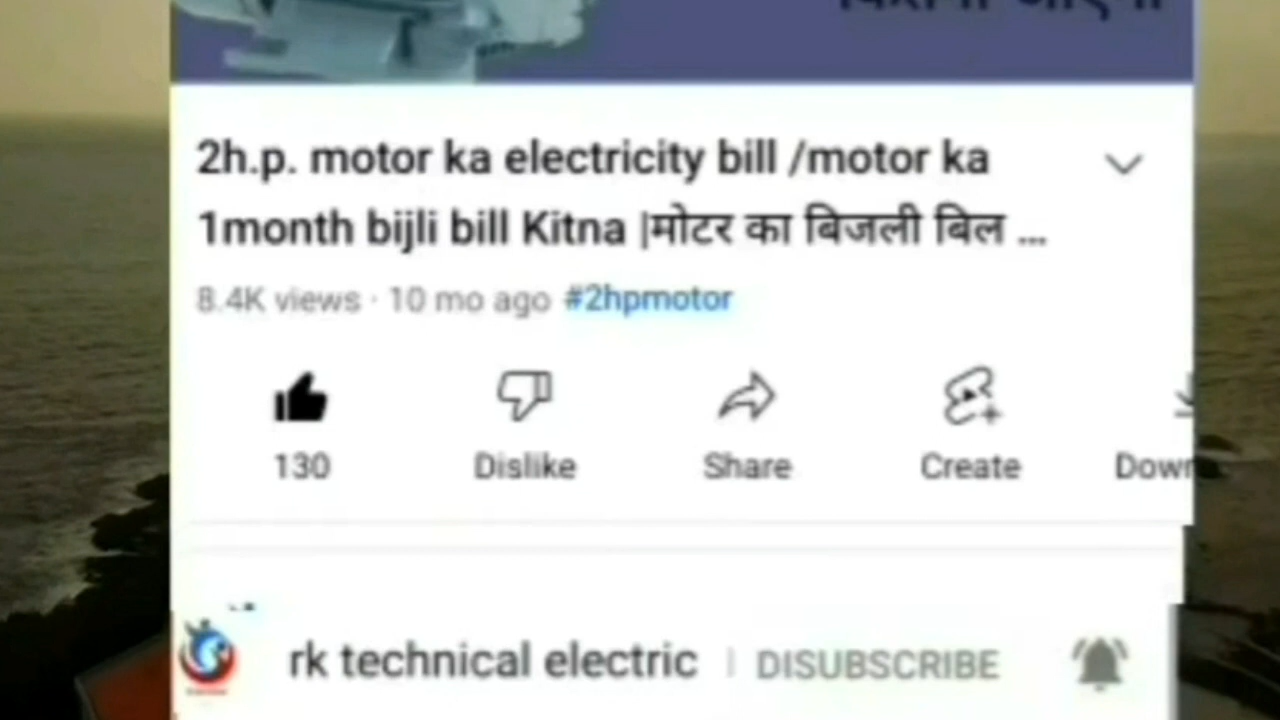 2h.p. motor ka electricity bill /motor ka
1month bijli bill Kitna |मोटर का बिजली बिल ...
8.4K views · 10 mo ago #2hpmotor
130
Dislike
Share
Create
rk technical electric | DISUBSCRIBE